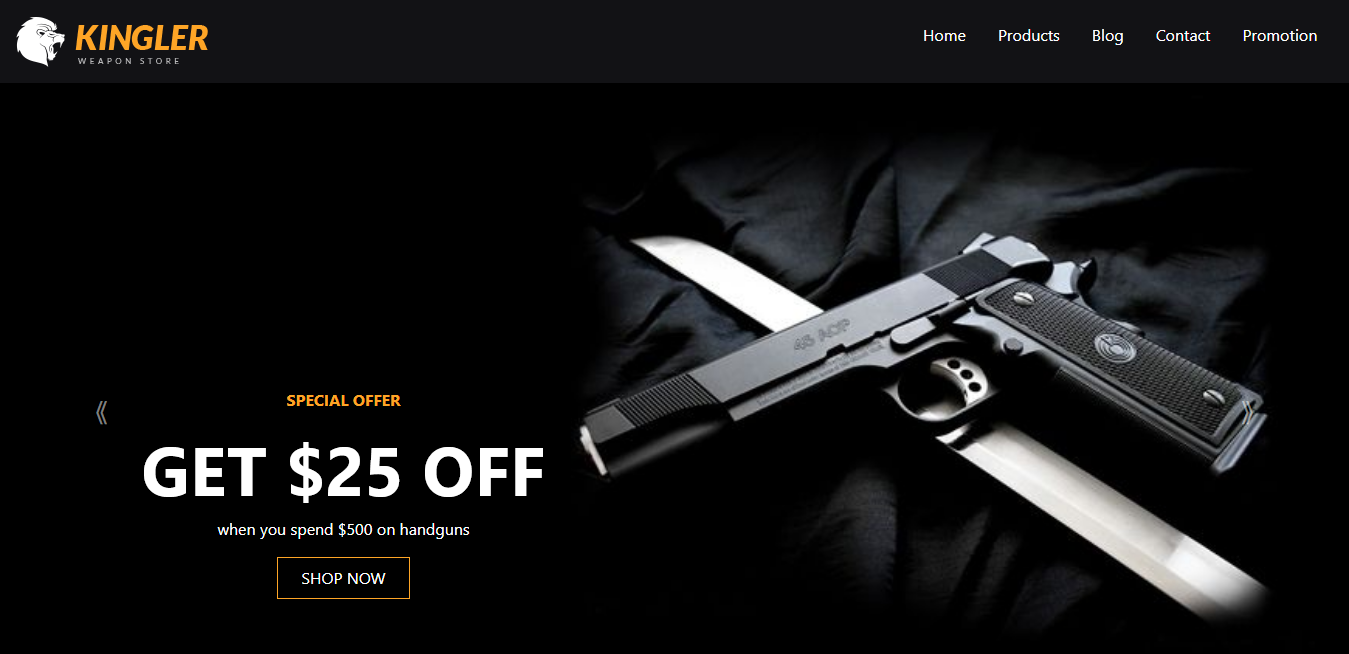 KINGLER
WEAPON STORE
Home Products Blog Contact Promotion
45 ACP
SPECIAL OFFER
GET $25 OFF
when you spend $500 on handguns
SHOP NOW